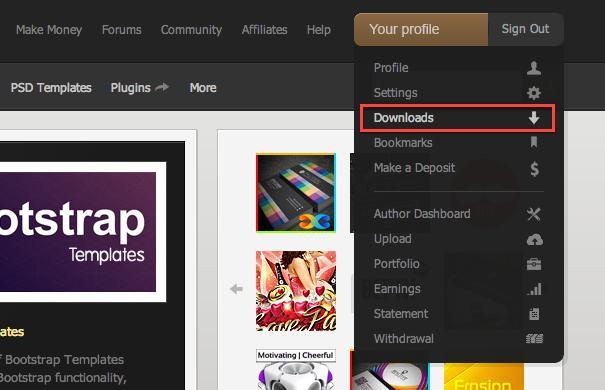 Make Money Forums Community Affiliates Help Your profile Sign Out
PSD Templates Plugins More
Profile
Settings
Downloads
Bookmarks
Make a Deposit
Author Dashboard
Upload
Portfolio
Earnings
Statement
Withdrawal
ootstrap
Templates
ates
f Bootstrap Templates
Bootstrap functionality,
Motivating | Cheerful
Erosion